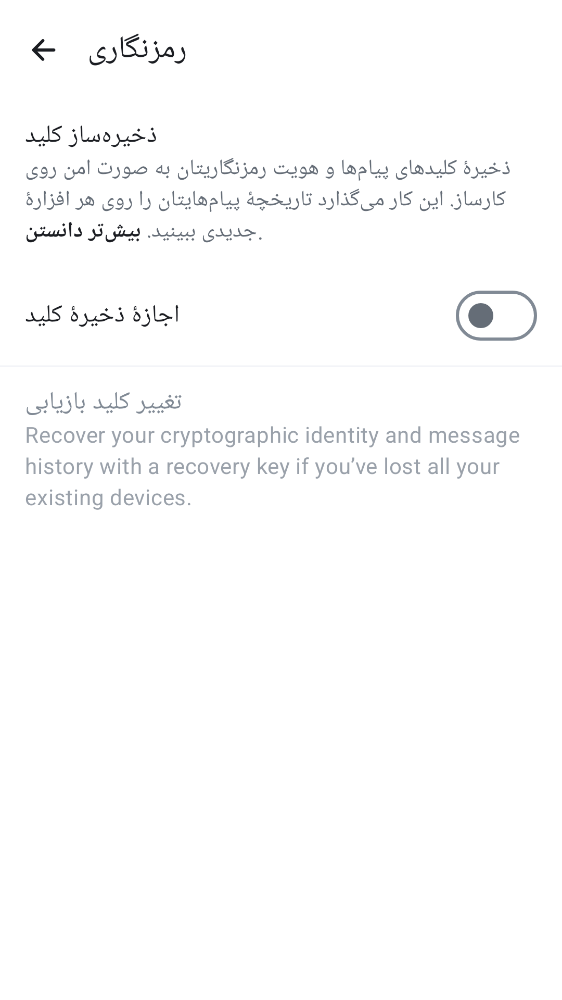 رمزنگاری
ذخیره‌ساز کلید
ذخیرهٔ کلیدهای پیام‌ها و هویت رمزنگاریتان به صورت امن روی
کارساز. این کار می‌گذارد تاریخچهٔ پیام‌هایتان را روی هر افزارهٔ
جدیدی ببینید. بیش‌تر دانستن.
اجازهٔ ذخیرهٔ کلید
تغییر کلید بازیابی
Recover your cryptographic identity and message
history with a recovery key if you’ve lost all your
existing devices.